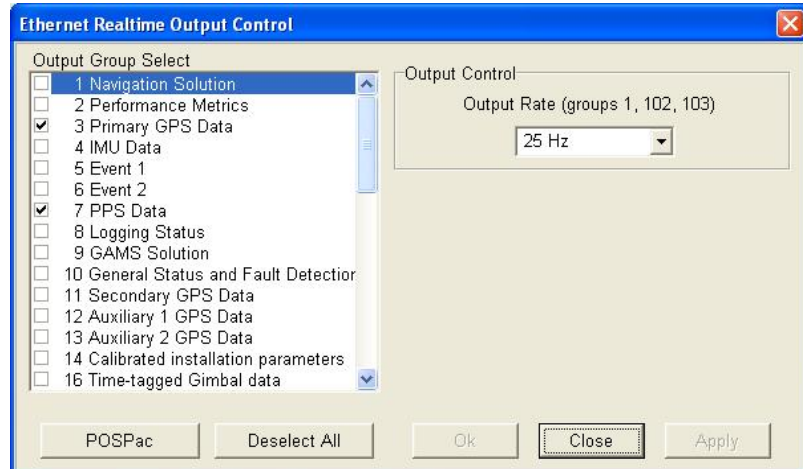 Ethernet Realtime Output Control
Output Group Select
1 Navigation Solution
2 Performance Metrics
3 Primary GPS Data
4 IMU Data
5 Event 1
6 Event 2
7 PPS Data
8 Logging Status
9 GAMS Solution
10 General Status and Fault Detection
11 Secondary GPS Data
12 Auxiliary 1 GPS Data
13 Auxiliary 2 GPS Data
14 Calibrated installation parameters
16 Time-tagged Gimbal data
Output Control
Output Rate (groups 1, 102, 103)
25 Hz
POSPac
Deselect All
Ok
Close
Apply